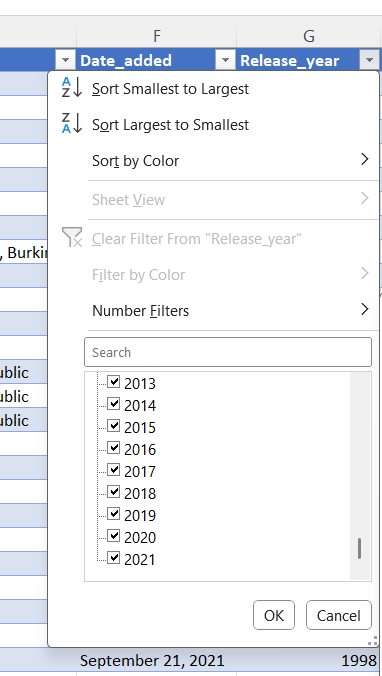 F G
Date_added Release_year
Sort Smallest to Largest
Sort Largest to Smallest
Sort by Color
Sheet View
Clear Filter From "Release_year"
Filter by Color
Number Filters
Search
2013
2014
2015
2016
2017
2018
2019
2020
2021
OK Cancel
, Burkin
ublic
ublic
ublic
September 21, 2021 1998